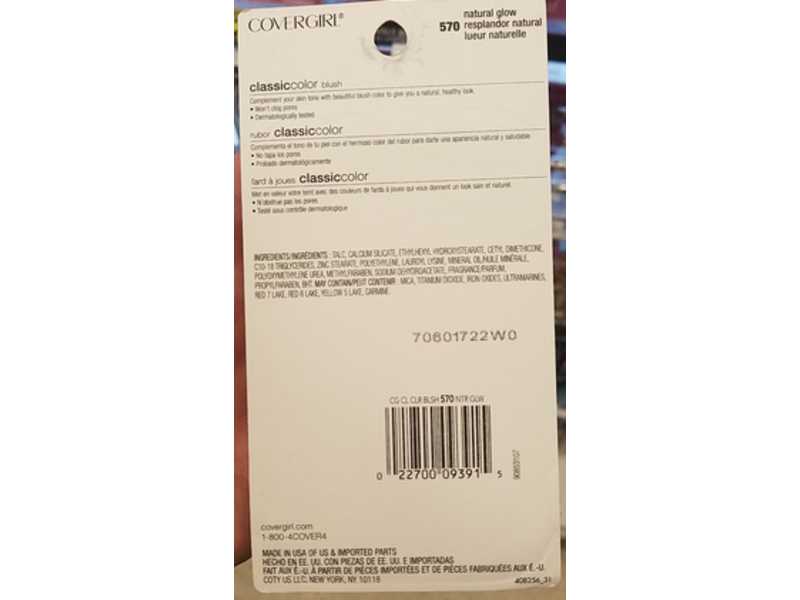 COVERGIRL®
natural glow
570 resplandor natural
lueur naturelle
classiccolor blush
Complement your skin tone with beautiful blush color to give you a natural, healthy look.
• Won't clog pores
• Dermatologically tested
rubor classiccolor
Complementa el tono de tu piel con el hermoso color del rubor para darte una apariencia natural y saludable.
• No tapa los poros
• Probado dermatológicamente
fard à joues classiccolor
Met en valeur votre teint avec des couleurs de fards à joues qui vous donnent un look sain et naturel.
• N'obstrue pas les pores
• Testé sous contrôle dermatologique
INGREDIENTS/INGRÉDIENTS : TALC, CALCIUM SILICATE, ETHYLHEXYL HYDROXYSTEARATE, CETYL DIMETHICONE,
C10-18 TRIGLYCERIDES, ZINC STEARATE, POLYETHYLENE, LAUROYL LYSINE, MINERAL OIL/HUILE MINÉRALE,
POLYOXYMETHYLENE UREA, METHYLPARABEN, SODIUM DEHYDROACETATE, FRAGRANCE/PARFUM,
PROPYLPARABEN, BHT. MAY CONTAIN/PEUT CONTENIR : MICA, TITANIUM DIOXIDE, IRON OXIDES, ULTRAMARINES,
RED 7 LAKE, RED 6 LAKE, YELLOW 5 LAKE, CARMINE.
70601722W0
CG CL CLR BLSH 570 NTR GLW
0 22700 09391 5
90853107
covergirl.com
1-800-4COVER4
MADE IN USA OF US & IMPORTED PARTS
HECHO EN EE. UU. CON PIEZAS DE EE. UU. E IMPORTADAS
FAIT AUX É.-U. À PARTIR DE PIÈCES IMPORTÉES ET DE PIÈCES FABRIQUÉES AUX É.-U.
COTY US LLC, NEW YORK, NY 10118
408256_31